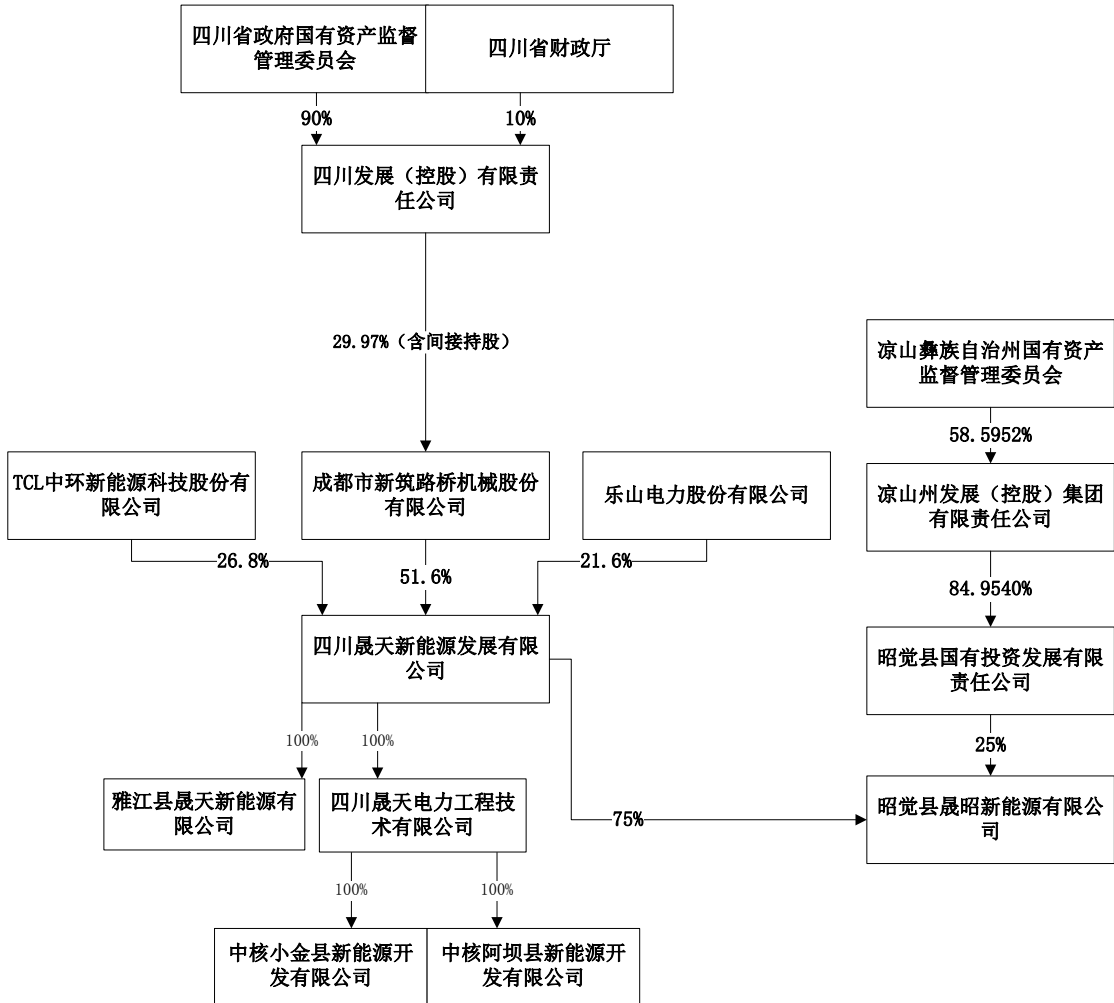 四川省政府国有资产监督
管理委员会
四川省财政厅
90%
10%
四川发展（控股）有限责
任公司
29.97%（含间接持股）
凉山彝族自治州国有资产
监督管理委员会
58.5952%
TCL中环新能源科技股份有
限公司
成都市新筑路桥机械股份
有限公司
乐山电力股份有限公司
凉山州发展（控股）集团
有限责任公司
26.8%
51.6%
21.6%
84.9540%
四川晟天新能源发展有限
公司
昭觉县国有投资发展有限
责任公司
100%
100%
25%
雅江县晟天新能源有
限公司
四川晟天电力工程技
术有限公司
75%
昭觉县晟昭新能源有限公
司
100%
100%
中核小金县新能源开
发有限公司
中核阿坝县新能源开
发有限公司